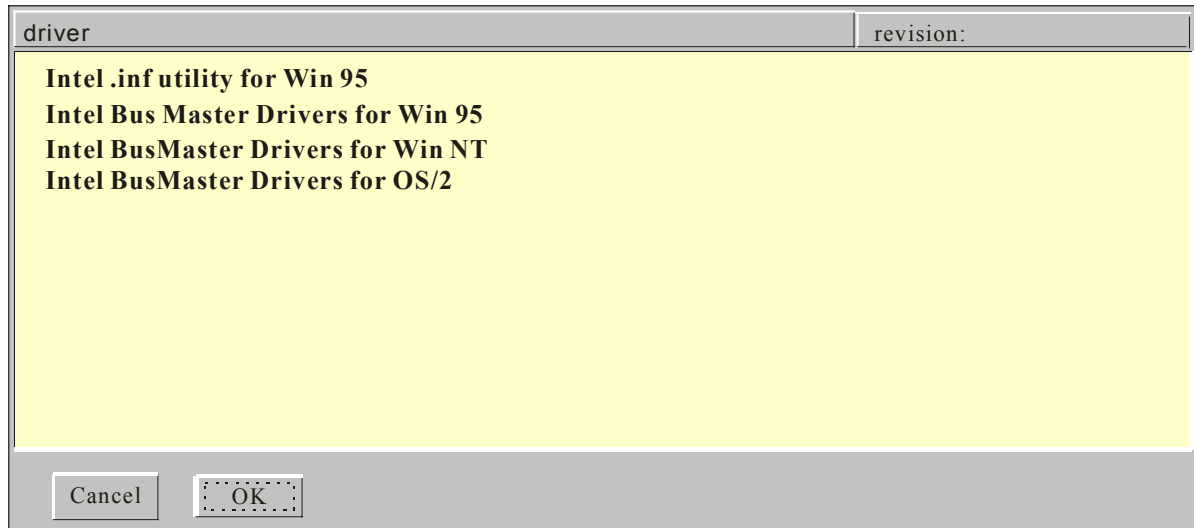 driver revision:
Intel .inf utility for Win 95
Intel Bus Master Drivers for Win 95
Intel BusMaster Drivers for Win NT
Intel BusMaster Drivers for OS/2
Cancel OK